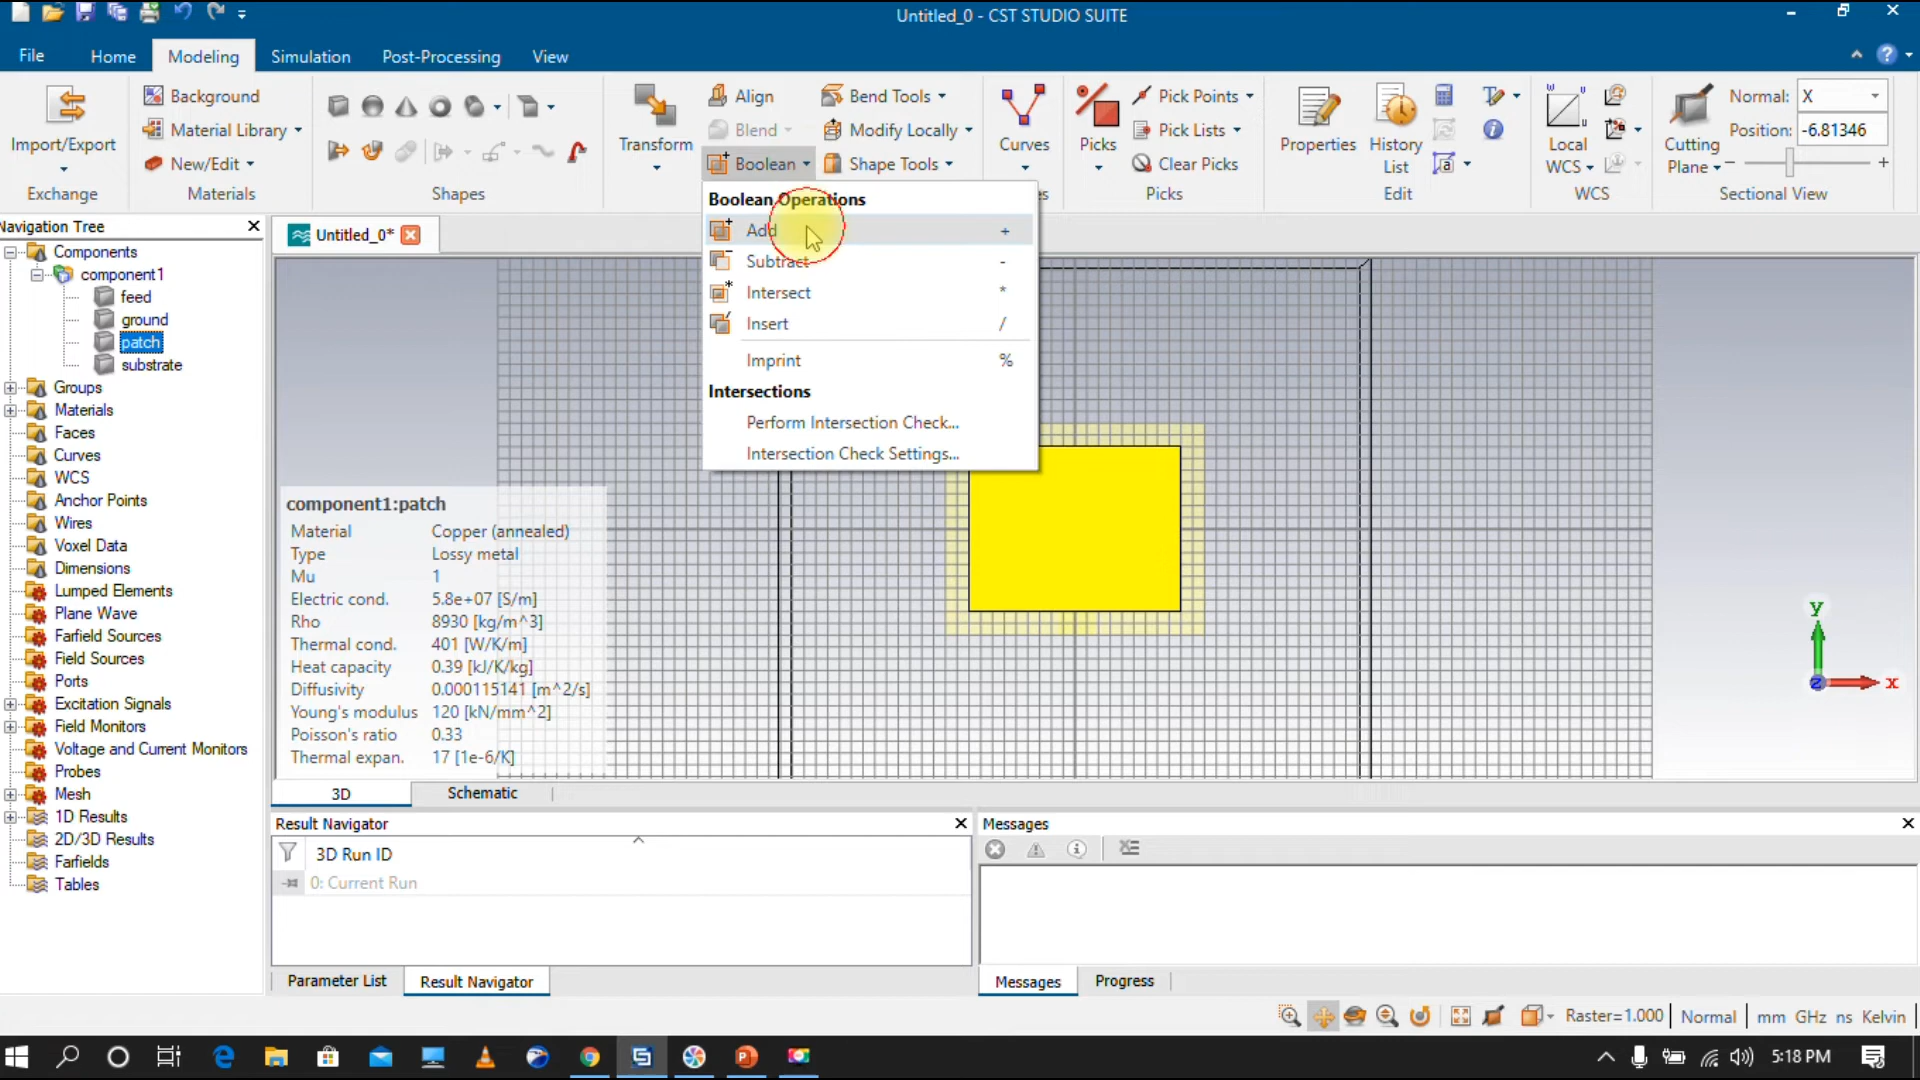 Untitled_0 - CST STUDIO SUITE
File Home Modeling Simulation Post-Processing View
Import/Export
Exchange
Background
Material Library
New/Edit
Materials
Shapes
Transform
Align
Blend
Boolean
Bend Tools
Modify Locally
Shape Tools
Curves
Picks
Pick Points
Pick Lists
Clear Picks
Picks
Properties
History
List
Edit
Local
WCS
WCS
Cutting
Plane
Normal: X
Position: -6.81346
Sectional View
Boolean Operations
Add +
Subtract -
Intersect *
Insert /
Imprint %
Intersections
Perform Intersection Check...
Intersection Check Settings...
Navigation Tree
Components
component1
feed
ground
patch
substrate
Groups
Materials
Faces
Curves
WCS
Anchor Points
Wires
Voxel Data
Dimensions
Lumped Elements
Plane Wave
Farfield Sources
Field Sources
Ports
Excitation Signals
Field Monitors
Voltage and Current Monitors
Probes
Mesh
1D Results
2D/3D Results
Farfields
Tables
Untitled_0*
component1:patch
Material Copper (annealed)
Type Lossy metal
Mu 1
Electric cond. 5.8e+07 [S/m]
Rho 8930 [kg/m^3]
Thermal cond. 401 [W/K/m]
Heat capacity 0.39 [kJ/K/kg]
Diffusivity 0.000115141 [m^2/s]
Young's modulus 120 [kN/mm^2]
Poisson's ratio 0.33
Thermal expan. 17 [1e-6/K]
y
z x
3D Schematic
Result Navigator
3D Run ID
0: Current Run
Parameter List Result Navigator
Messages
Messages Progress
Raster=1.000 Normal mm GHz ns Kelvin
5:18 PM